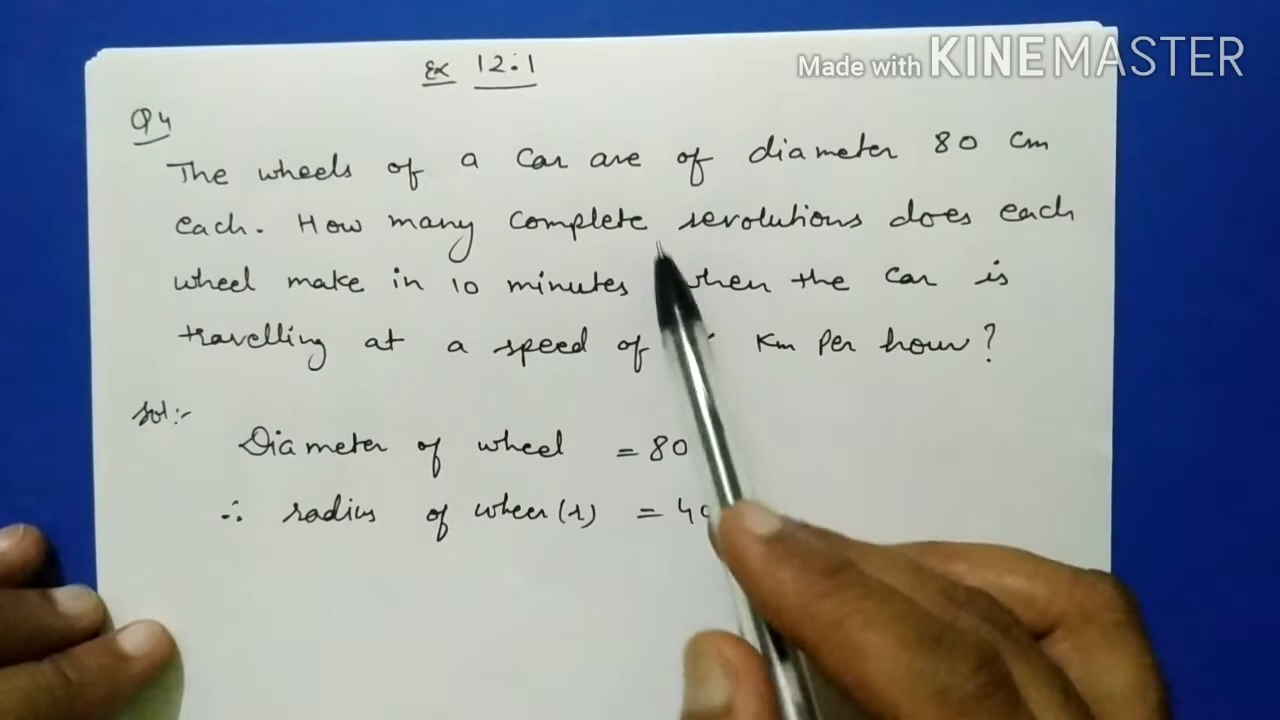 Made with KINEMASTER
Ex 12.1
Q4
The wheels of a car are of diameter 80 cm
each. How many complete revolutions does each
wheel make in 10 minutes when the car is
travelling at a speed of Km per hour?
Sol:-
Diameter of wheel = 80
∴ radius of wheel (r) = 40